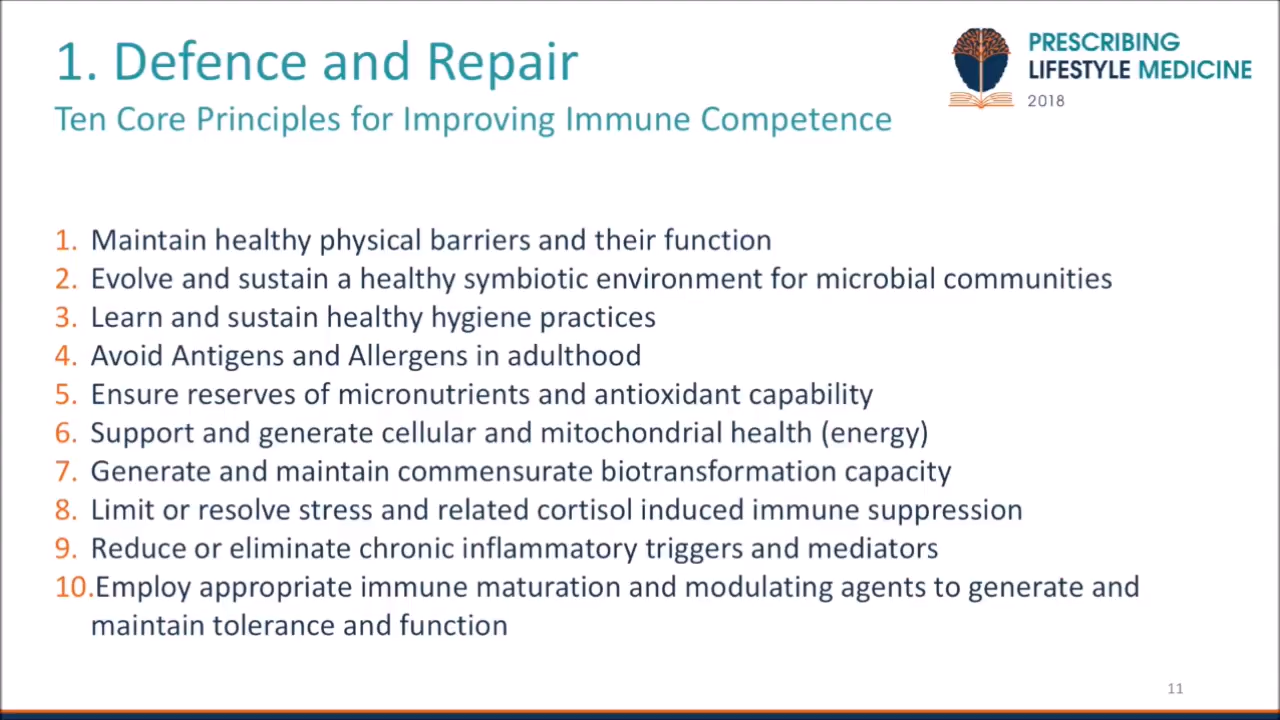 1. Defence and Repair
Ten Core Principles for Improving Immune Competence
PRESCRIBING
LIFESTYLE MEDICINE
2018
1. Maintain healthy physical barriers and their function
2. Evolve and sustain a healthy symbiotic environment for microbial communities
3. Learn and sustain healthy hygiene practices
4. Avoid Antigens and Allergens in adulthood
5. Ensure reserves of micronutrients and antioxidant capability
6. Support and generate cellular and mitochondrial health (energy)
7. Generate and maintain commensurate biotransformation capacity
8. Limit or resolve stress and related cortisol induced immune suppression
9. Reduce or eliminate chronic inflammatory triggers and mediators
10.Employ appropriate immune maturation and modulating agents to generate and
maintain tolerance and function
11